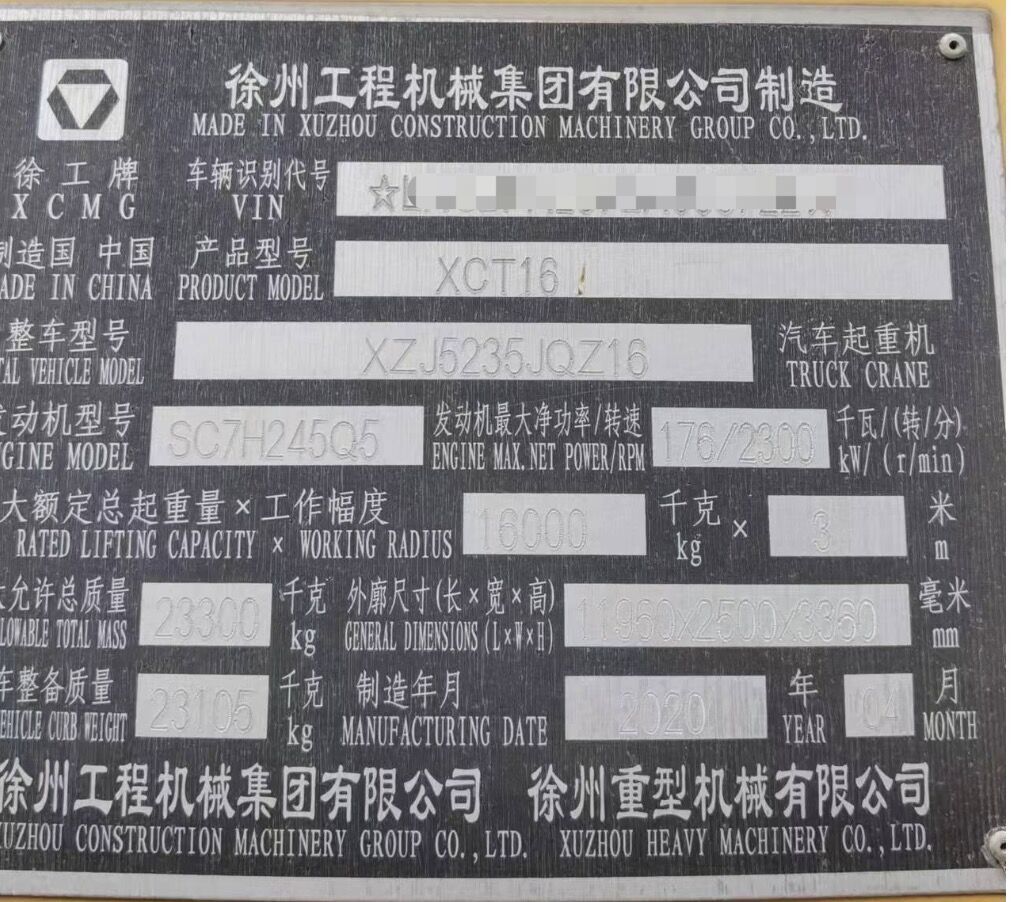 徐州工程机械集团有限公司制造
MADE IN XUZHOU CONSTRUCTION MACHINERY GROUP CO.,LTD.
徐工牌 车辆识别代号
XCMG VIN ☆L
制造国 中国 产品型号 XCT16
MADE IN CHINA PRODUCT MODEL
整车型号 XZJ5235JQZ16 汽车起重机
VEHICLE MODEL TRUCK CRANE
发动机型号 SC7H245Q5 发动机最大净功率/转速 176/2300 千瓦/(转/分)
ENGINE MODEL ENGINE MAX.NET POWER/RPM kW/(r/min)
大额定总起重量×工作幅度 16000 千克 × 3 米
RATED LIFTING CAPACITY × WORKING RADIUS kg m
允许总质量 23300 千克 外廓尺寸(长×宽×高) 11960×2500×3360 毫米
TOTAL MASS kg GENERAL DIMENSIONS (L×W×H) mm
车整备质量 23105 千克 制造年月 2020 年 04 月
VEHICLE CURB WEIGHT kg MANUFACTURING DATE YEAR MONTH
徐州工程机械集团有限公司 徐州重型机械有限公司
XUZHOU CONSTRUCTION MACHINERY GROUP CO.,LTD. XUZHOU HEAVY MACHINERY CO.,LTD.